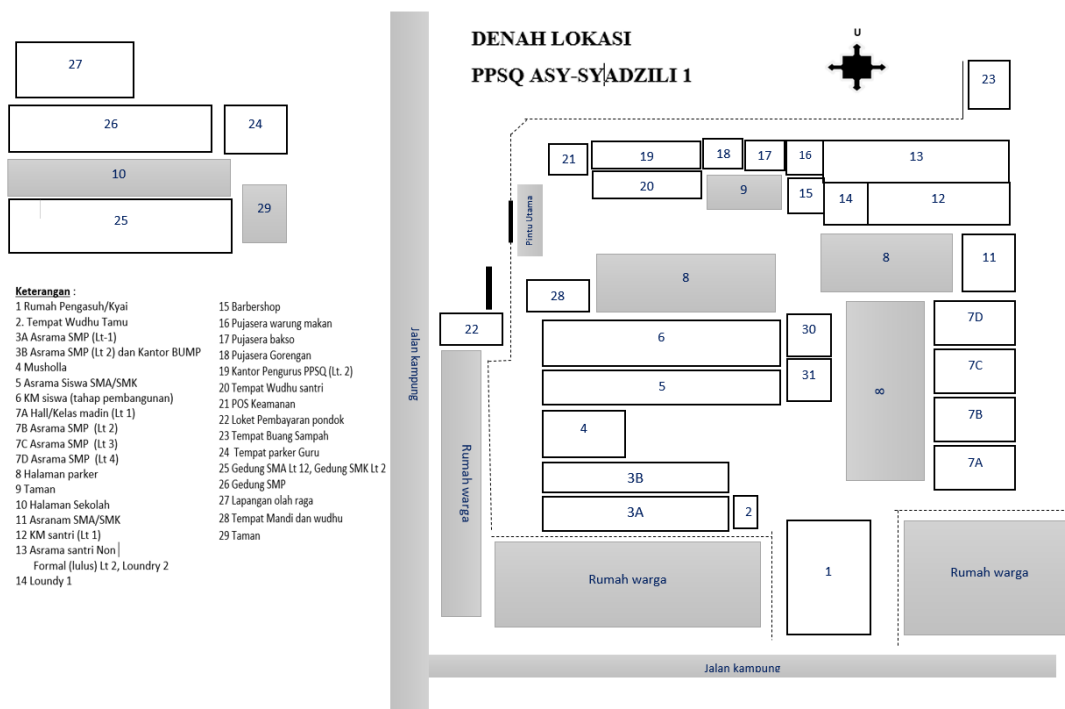 DENAH LOKASI
PPSQ ASY-SYADZILI 1
U
27
26
24
10
25
29
23
21
19
18
17
16
13
20
9
15
14
12
Pintu Utama
8
8
11
28
22
6
30
7D
5
31
7C
8
4
7B
3B
7A
3A
2
1
Rumah warga
Rumah warga
Rumah warga
Jalan kampung
Jalan kampung
Keterangan :
1 Rumah Pengasuh/Kyai
2. Tempat Wudhu Tamu
3A Asrama SMP (Lt-1)
3B Asrama SMP (Lt 2) dan Kantor BUMP
4 Musholla
5 Asrama Siswa SMA/SMK
6 KM siswa (tahap pembangunan)
7A Hall/Kelas madin (Lt 1)
7B Asrama SMP (Lt 2)
7C Asrama SMP (Lt 3)
7D Asrama SMP (Lt 4)
8 Halaman parker
9 Taman
10 Halaman Sekolah
11 Asranam SMA/SMK
12 KM santri (Lt 1)
13 Asrama santri Non
Formal (lulus) Lt 2, Loundry 2
14 Loundy 1
15 Barbershop
16 Pujasera warung makan
17 Pujasera bakso
18 Pujasera Gorengan
19 Kantor Pengurus PPSQ (Lt. 2)
20 Tempat Wudhu santri
21 POS Keamanan
22 Loket Pembayaran pondok
23 Tempat Buang Sampah
24 Tempat parker Guru
25 Gedung SMA Lt 12, Gedung SMK Lt 2
26 Gedung SMP
27 Lapangan olah raga
28 Tempat Mandi dan wudhu
29 Taman